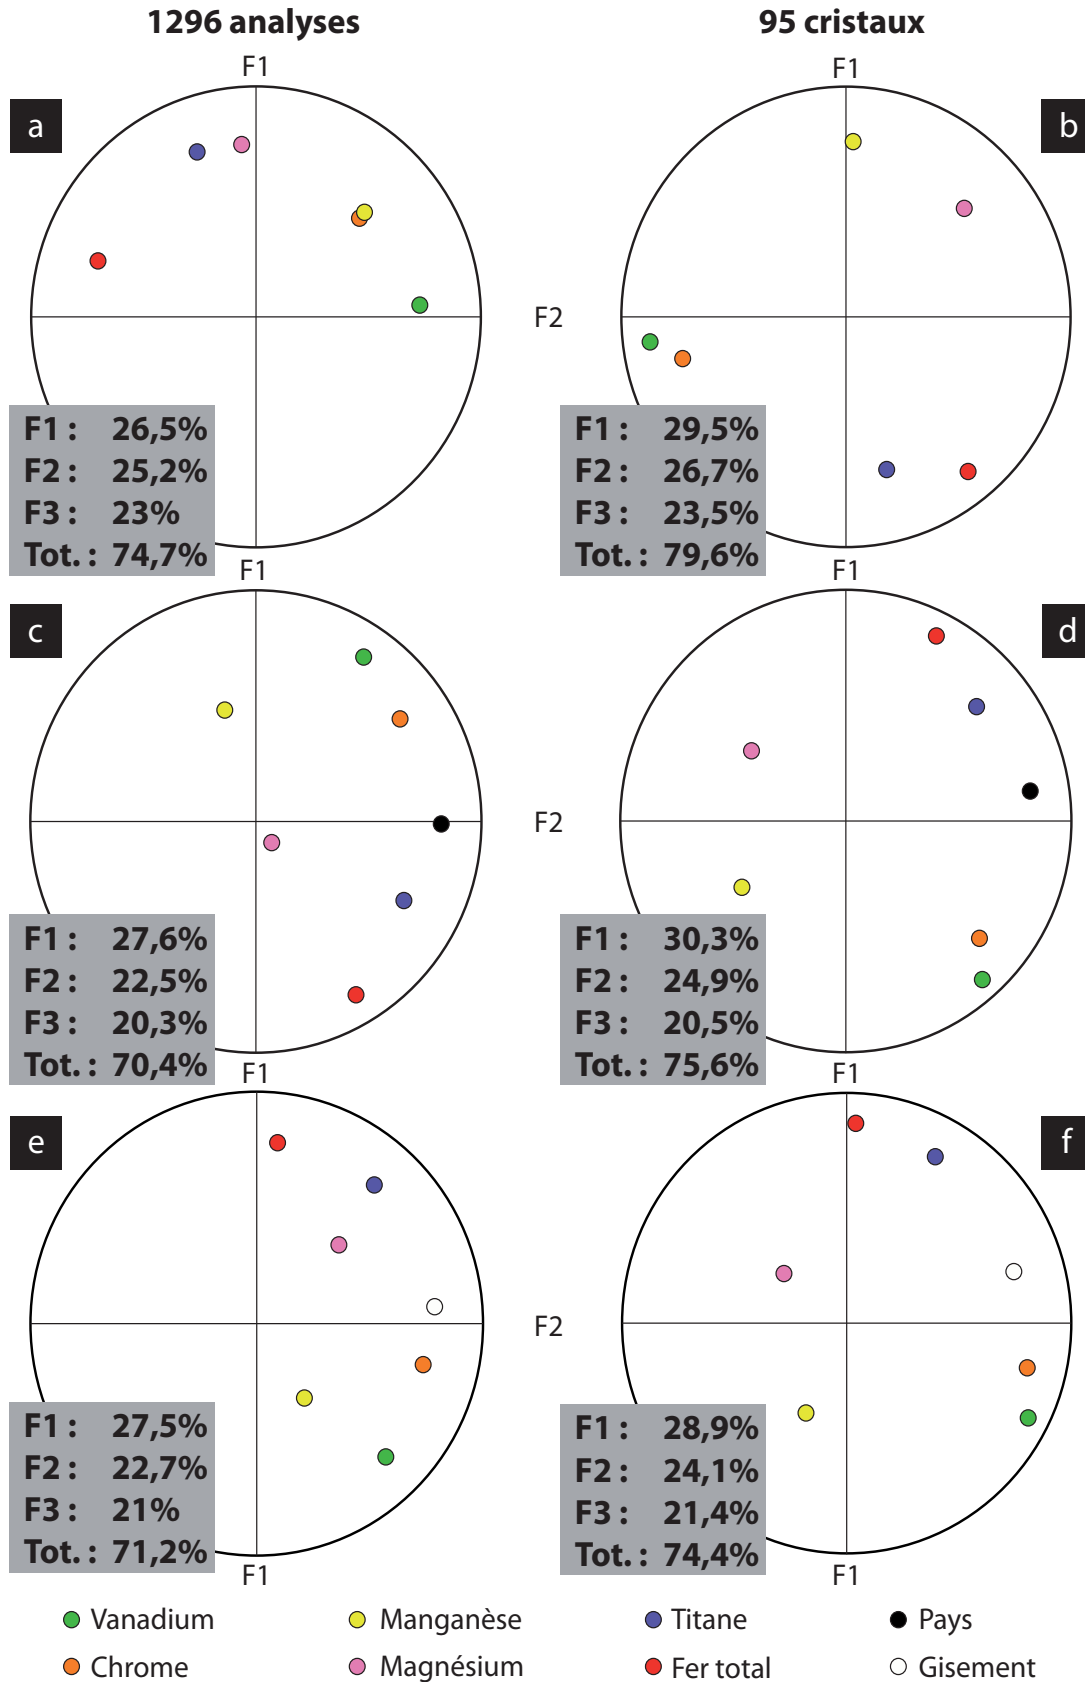 1296 analyses
95 cristaux
F1
F1
a
b
F2
F1 : 26,5%
F2 : 25,2%
F3 : 23%
Tot. : 74,7%
F1 : 29,5%
F2 : 26,7%
F3 : 23,5%
Tot. : 79,6%
F1
F1
c
d
F2
F1 : 27,6%
F2 : 22,5%
F3 : 20,3%
Tot. : 70,4%
F1 : 30,3%
F2 : 24,9%
F3 : 20,5%
Tot. : 75,6%
F1
F1
e
f
F2
F1 : 27,5%
F2 : 22,7%
F3 : 21%
Tot. : 71,2%
F1 : 28,9%
F2 : 24,1%
F3 : 21,4%
Tot. : 74,4%
F1
F1
Vanadium
Manganèse
Titane
Pays
Chrome
Magnésium
Fer total
Gisement